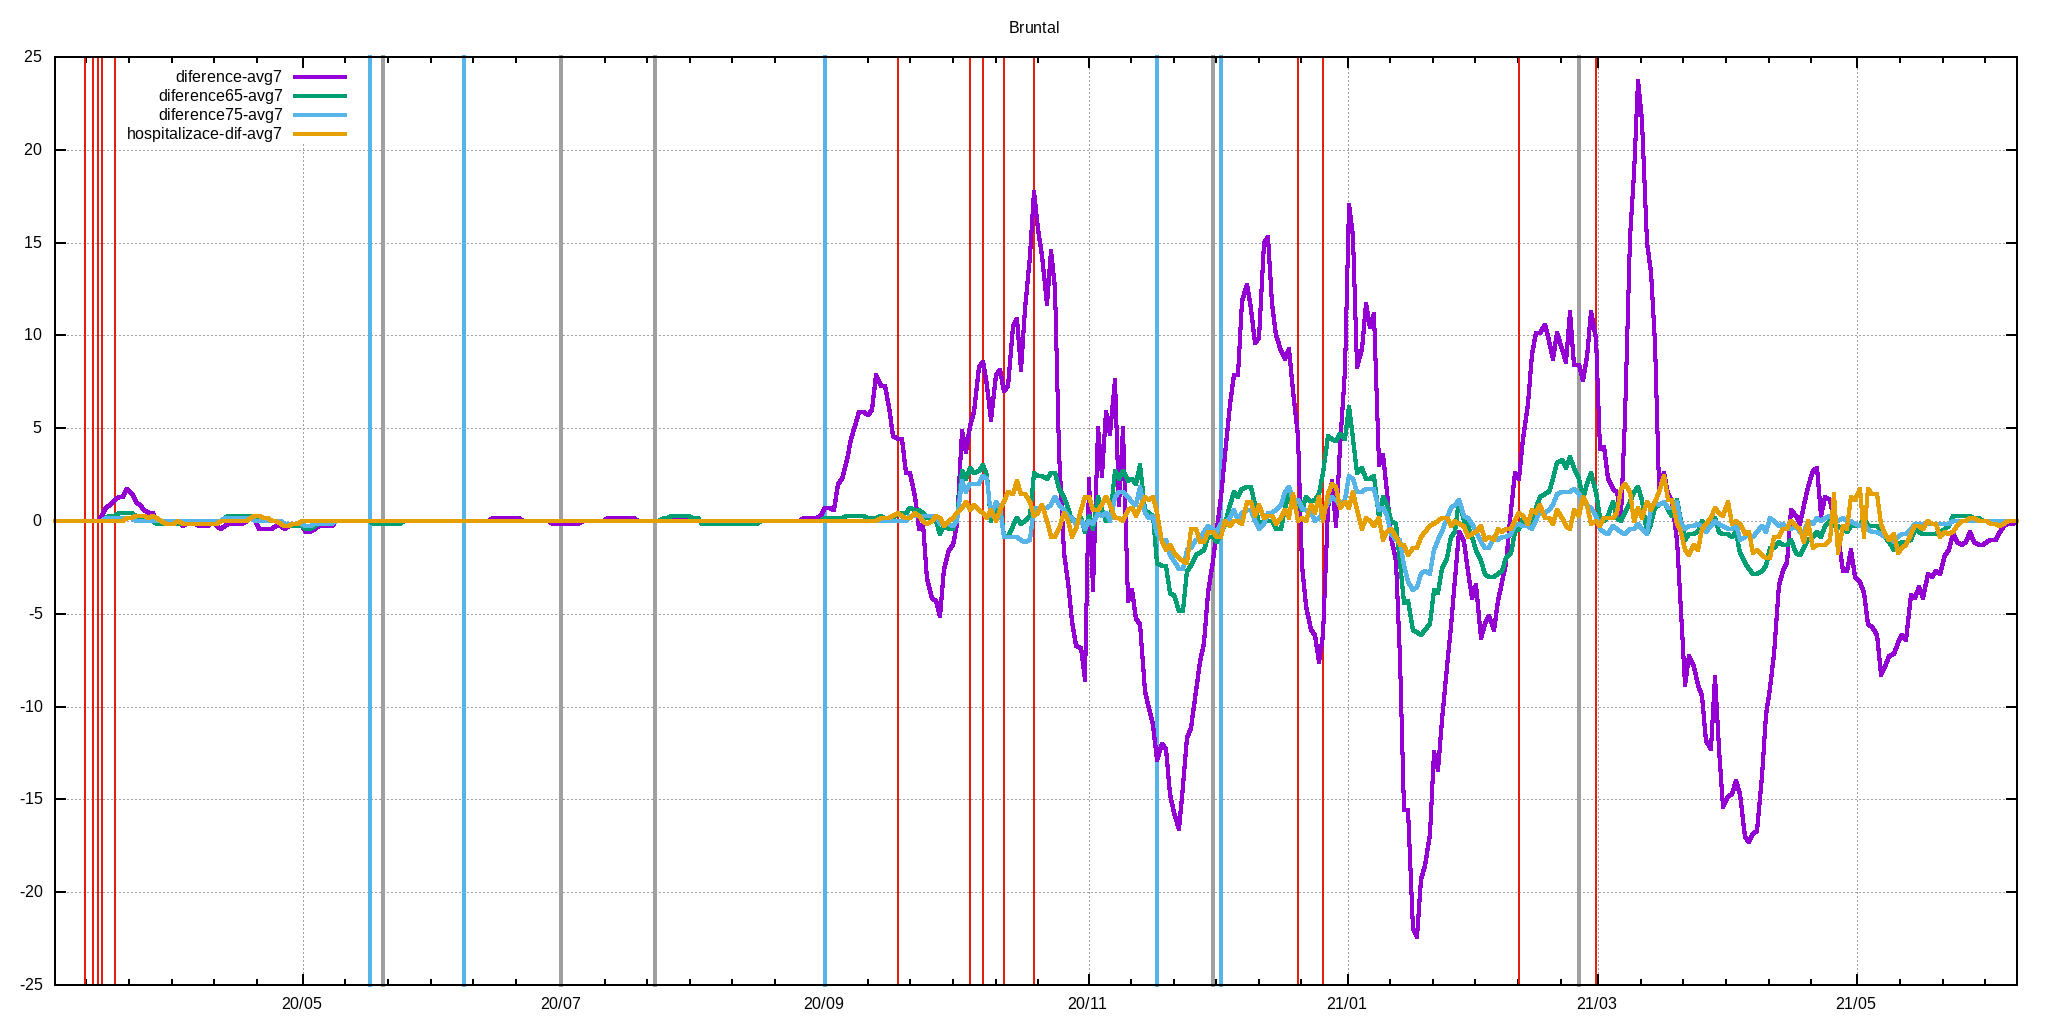 Bruntal
25
20
15
10
5
0
-5
-10
-15
-20
-25
diference-avg7
diference65-avg7
diference75-avg7
hospitalizace-dif-avg7
20/05 20/07 20/09 20/11 21/01 21/03 21/05